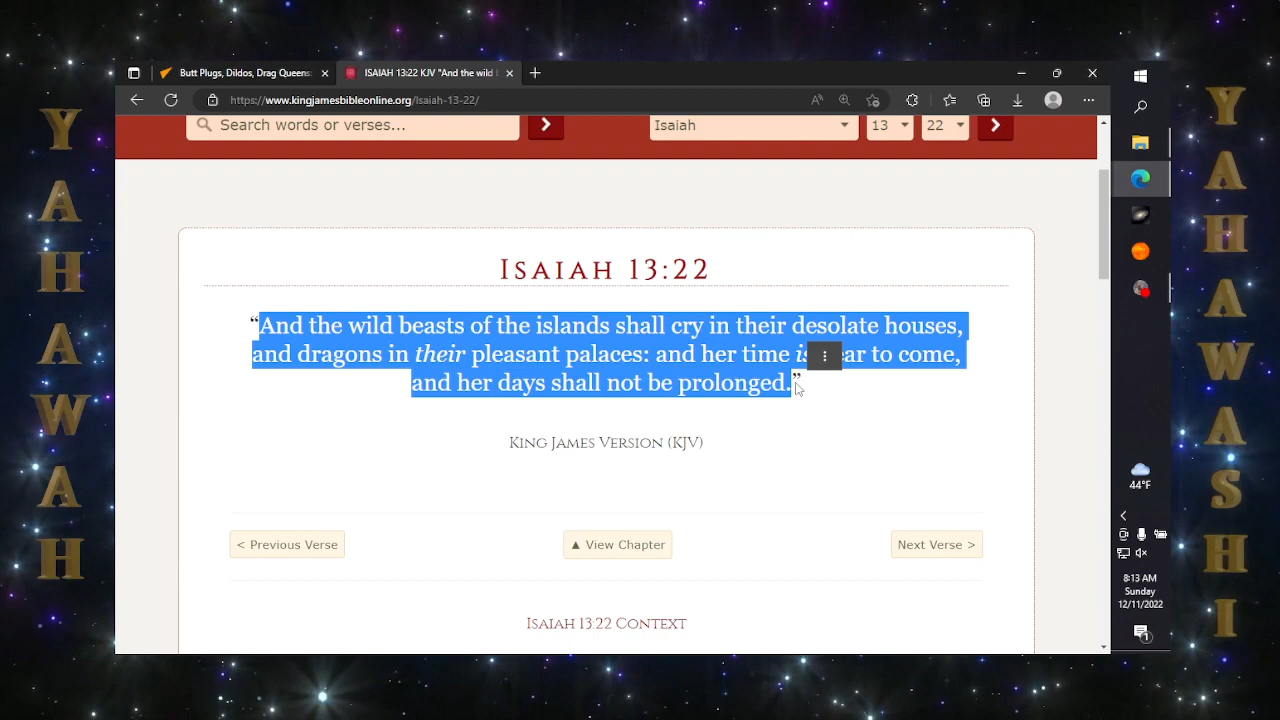 Butt Plugs, Dildos, Drag Queens:
ISAIAH 13:22 KJV "And the wild
https://www.kingjamesbibleonline.org/Isaiah-13-22/
Search words or verses...
Isaiah
13
22
ISAIAH 13:22
“And the wild beasts of the islands shall cry in their desolate houses,
and dragons in their pleasant palaces: and her time to come,
and her days shall not be prolonged.”
KING JAMES VERSION (KJV)
< Previous Verse
▲ View Chapter
Next Verse >
ISAIAH 13:22 CONTEXT
YAHAWAH
YAHAWASHI
44°F
8:13 AM
Sunday
12/11/2022
1